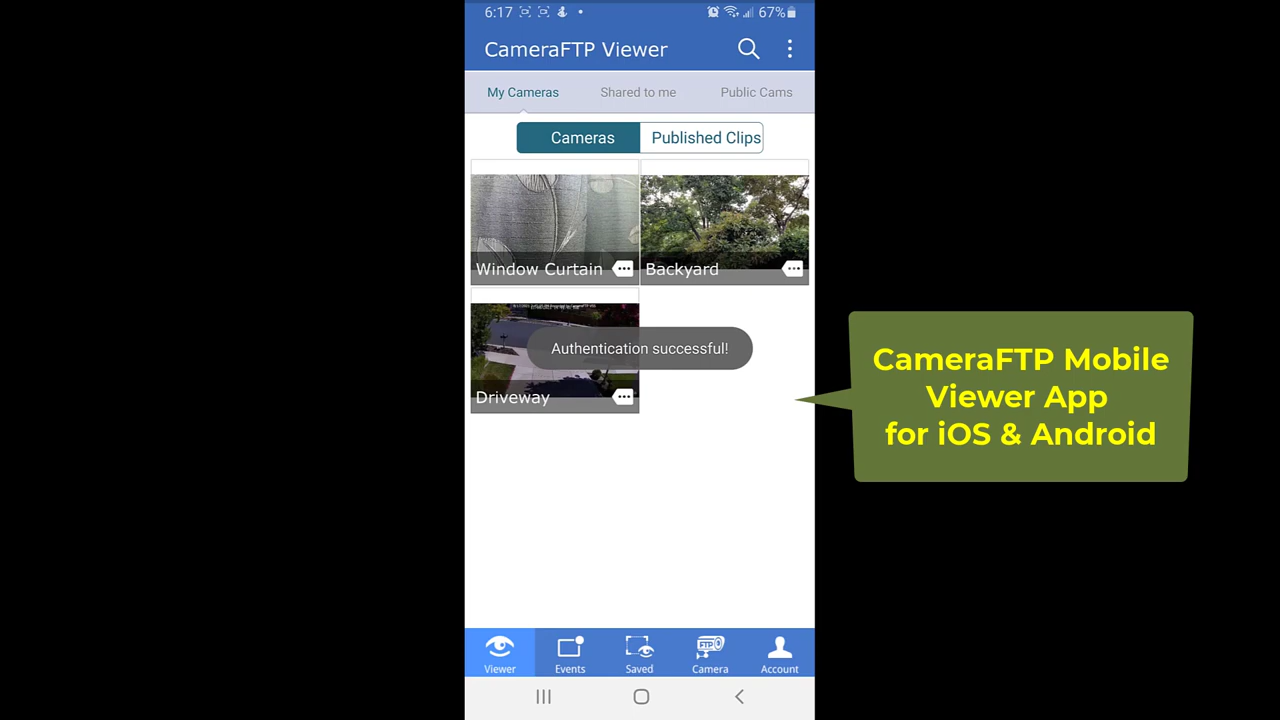 6:17
67%
CameraFTP Viewer
My Cameras
Shared to me
Public Cams
Cameras
Published Clips
Window Curtain
Backyard
Authentication successful!
Driveway
CameraFTP Mobile
Viewer App
for iOS & Android
FTP
Viewer
Events
Saved
Camera
Account